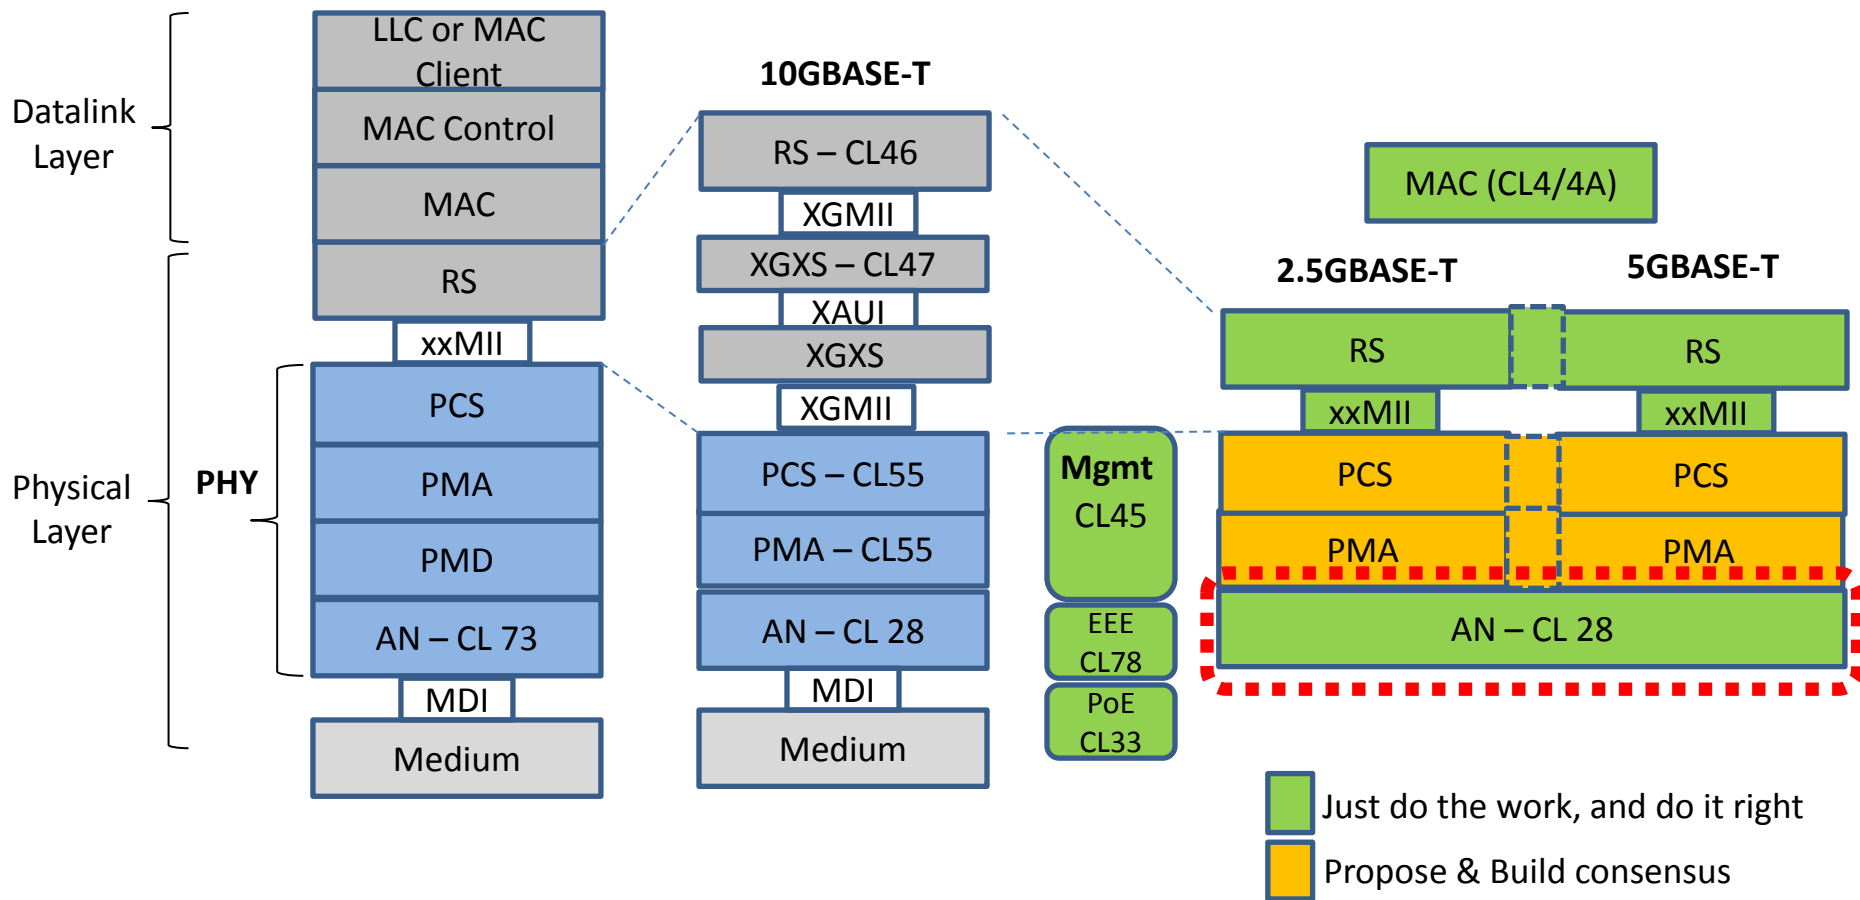 Datalink
Layer
Physical
Layer
PHY
LLC or MAC
Client
MAC Control
MAC
RS
xxMII
PCS
PMA
PMD
AN – CL 73
MDI
Medium
10GBASE-T
RS – CL46
XGMII
XGXS – CL47
XAUI
XGXS
XGMII
PCS – CL55
PMA – CL55
AN – CL 28
MDI
Medium
Mgmt
CL45
EEE
CL78
PoE
CL33
MAC (CL4/4A)
2.5GBASE-T
5GBASE-T
RS
RS
xxMII
xxMII
PCS
PCS
PMA
PMA
AN – CL 28
Just do the work, and do it right
Propose & Build consensus